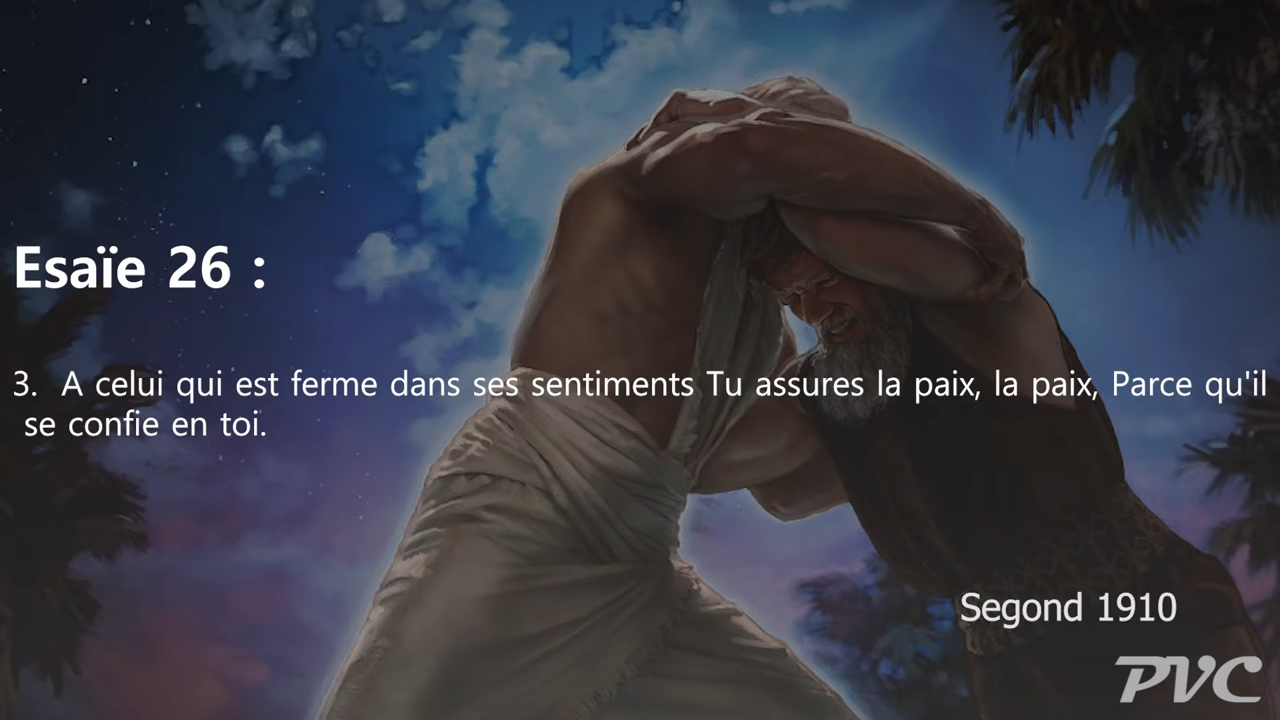 Esaïe 26 :
3. A celui qui est ferme dans ses sentiments Tu assures la paix, la paix, Parce qu'il
se confie en toi.
Segond 1910
PVC